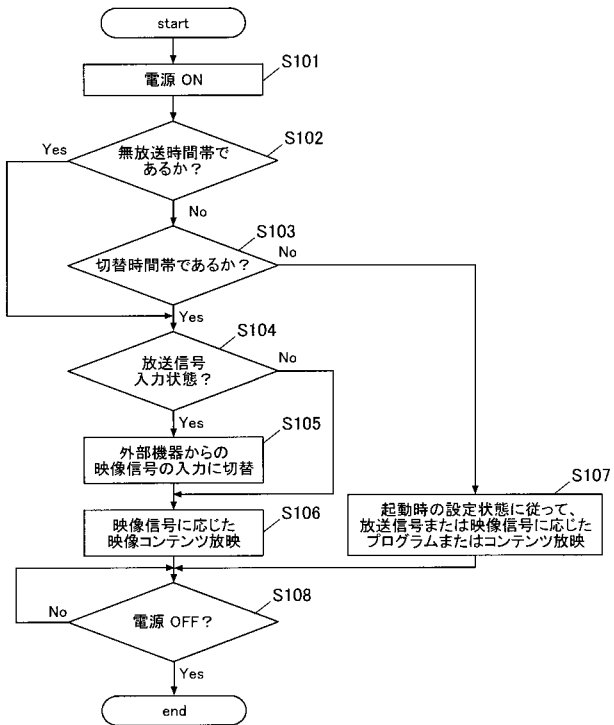 start
電源 ON
S101
無放送時間帯で
あるか？
S102
Yes
No
切替時間帯であるか？
S103
No
Yes
放送信号
入力状態？
S104
No
Yes
外部機器からの
映像信号の入力に切替
S105
映像信号に応じた
映像コンテンツ放映
S106
起動時の設定状態に従って、
放送信号または映像信号に応じた
プログラムまたはコンテンツ放映
S107
電源 OFF？
S108
No
Yes
end